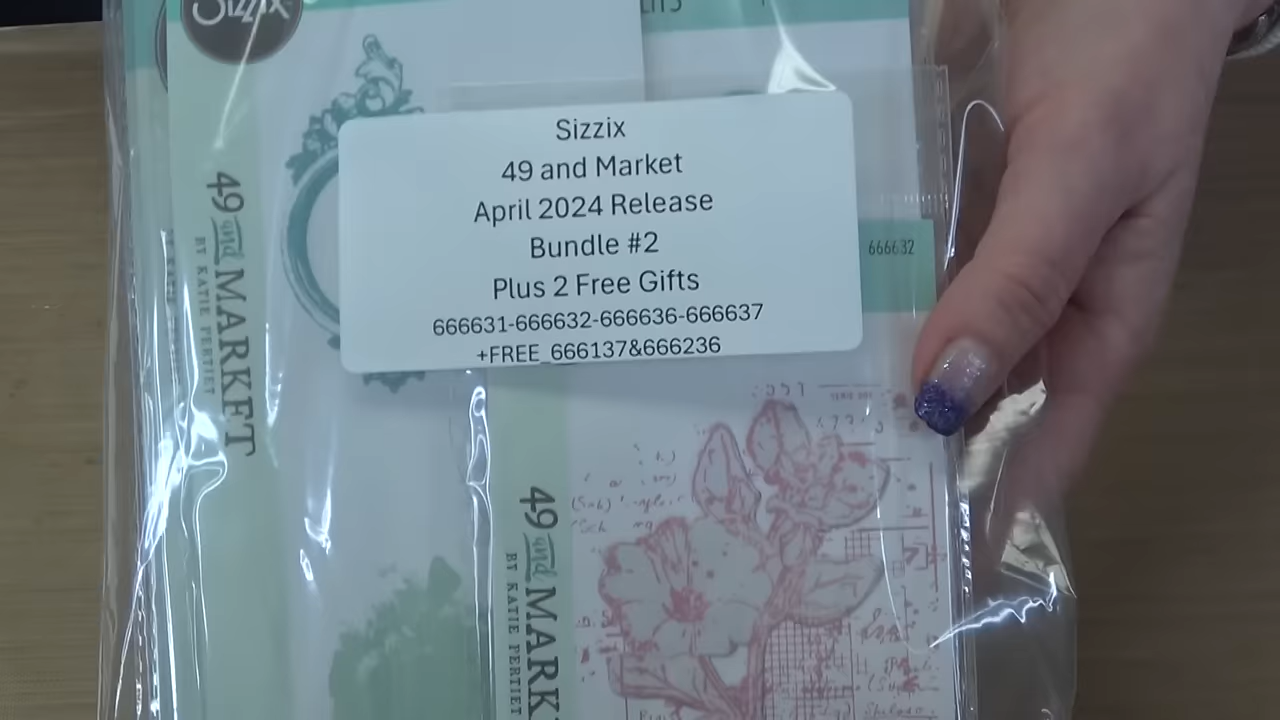 Sizzix
Sizzix
49 and Market
April 2024 Release
Bundle #2
Plus 2 Free Gifts
666631-666632-666636-666637
+FREE_666137&666236
666632
49 and MARKET
BY KATIE PERTIET
49 and MARK
BY KATIE PERTIET